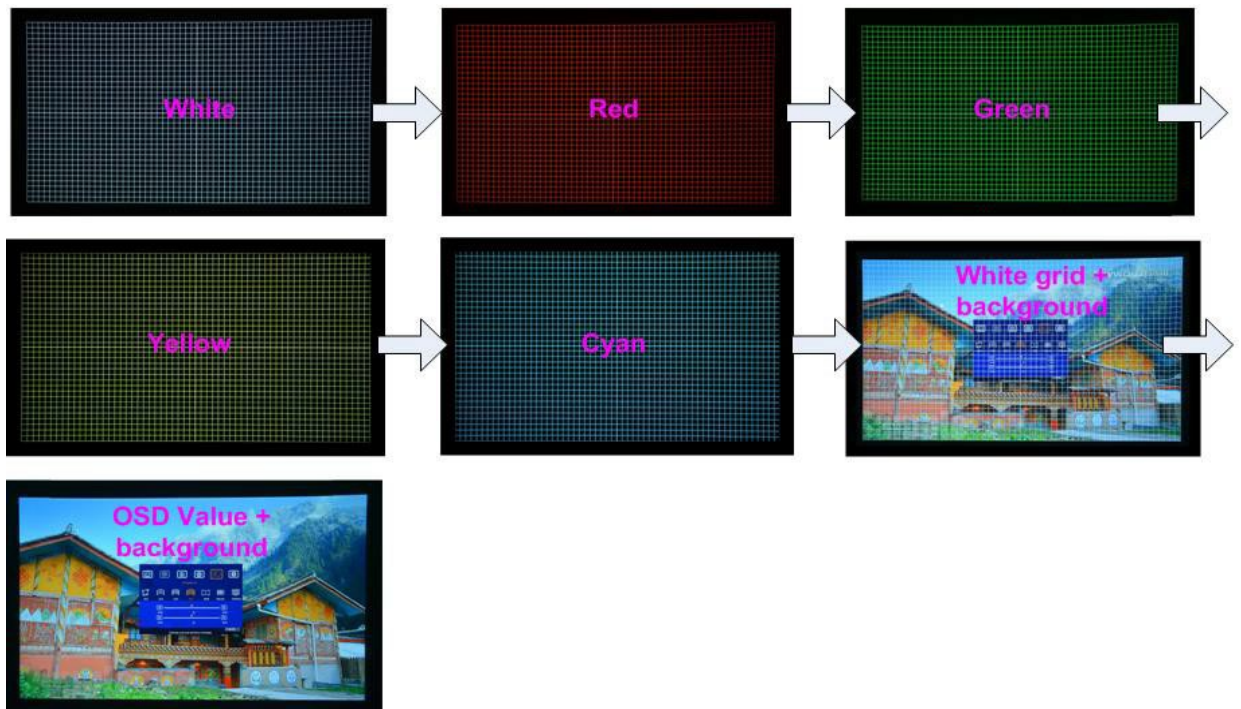 White
Red
Green
Yellow
Cyan
White grid +
background
OSD Value +
background